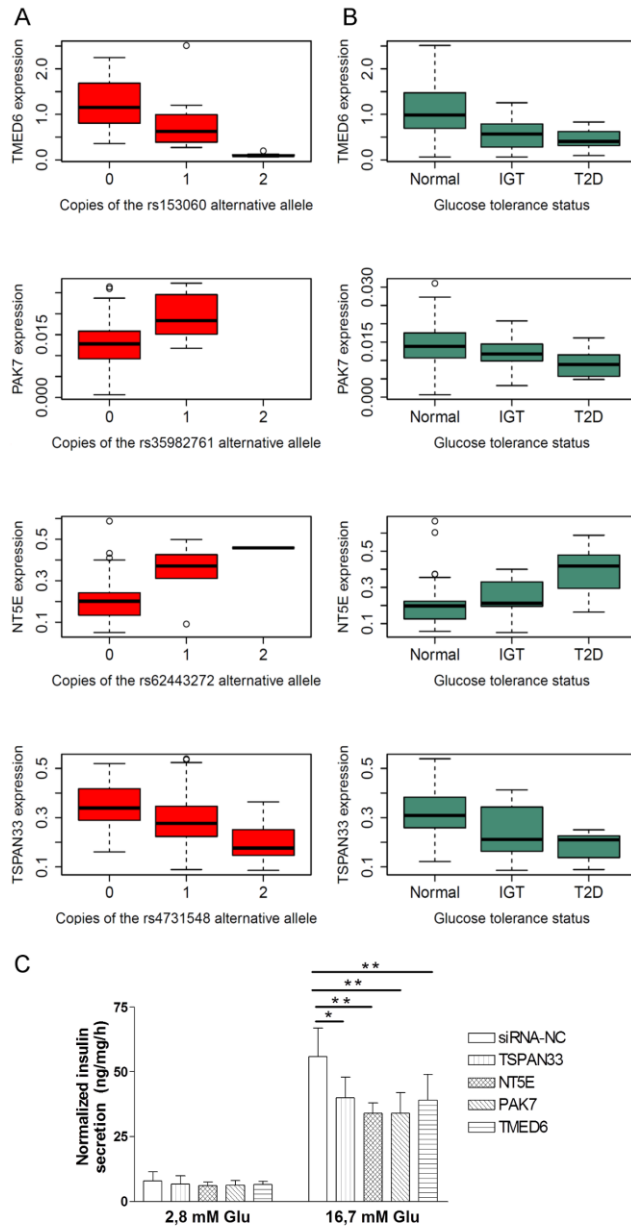 A
B
TMED6 expression
0.0 1.0 2.0
0 1 2
Copies of the rs153060 alternative allele
TMED6 expression
0.0 1.0 2.0
Normal IGT T2D
Glucose tolerance status
PAK7 expression
0.000 0.015
0 1 2
Copies of the rs35982761 alternative allele
PAK7 expression
0.000 0.015 0.030
Normal IGT T2D
Glucose tolerance status
NT5E expression
0.1 0.3 0.5
0 1 2
Copies of the rs62443272 alternative allele
NT5E expression
0.1 0.3 0.5
Normal IGT T2D
Glucose tolerance status
TSPAN33 expression
0.1 0.3 0.5
0 1 2
Copies of the rs4731548 alternative allele
TSPAN33 expression
0.1 0.3 0.5
Normal IGT T2D
Glucose tolerance status
C
Normalized insulin
secretion (ng/mg/h)
75
50
25
0
**
**
**
*
2,8 mM Glu 16,7 mM Glu
siRNA-NC
TSPAN33
NT5E
PAK7
TMED6